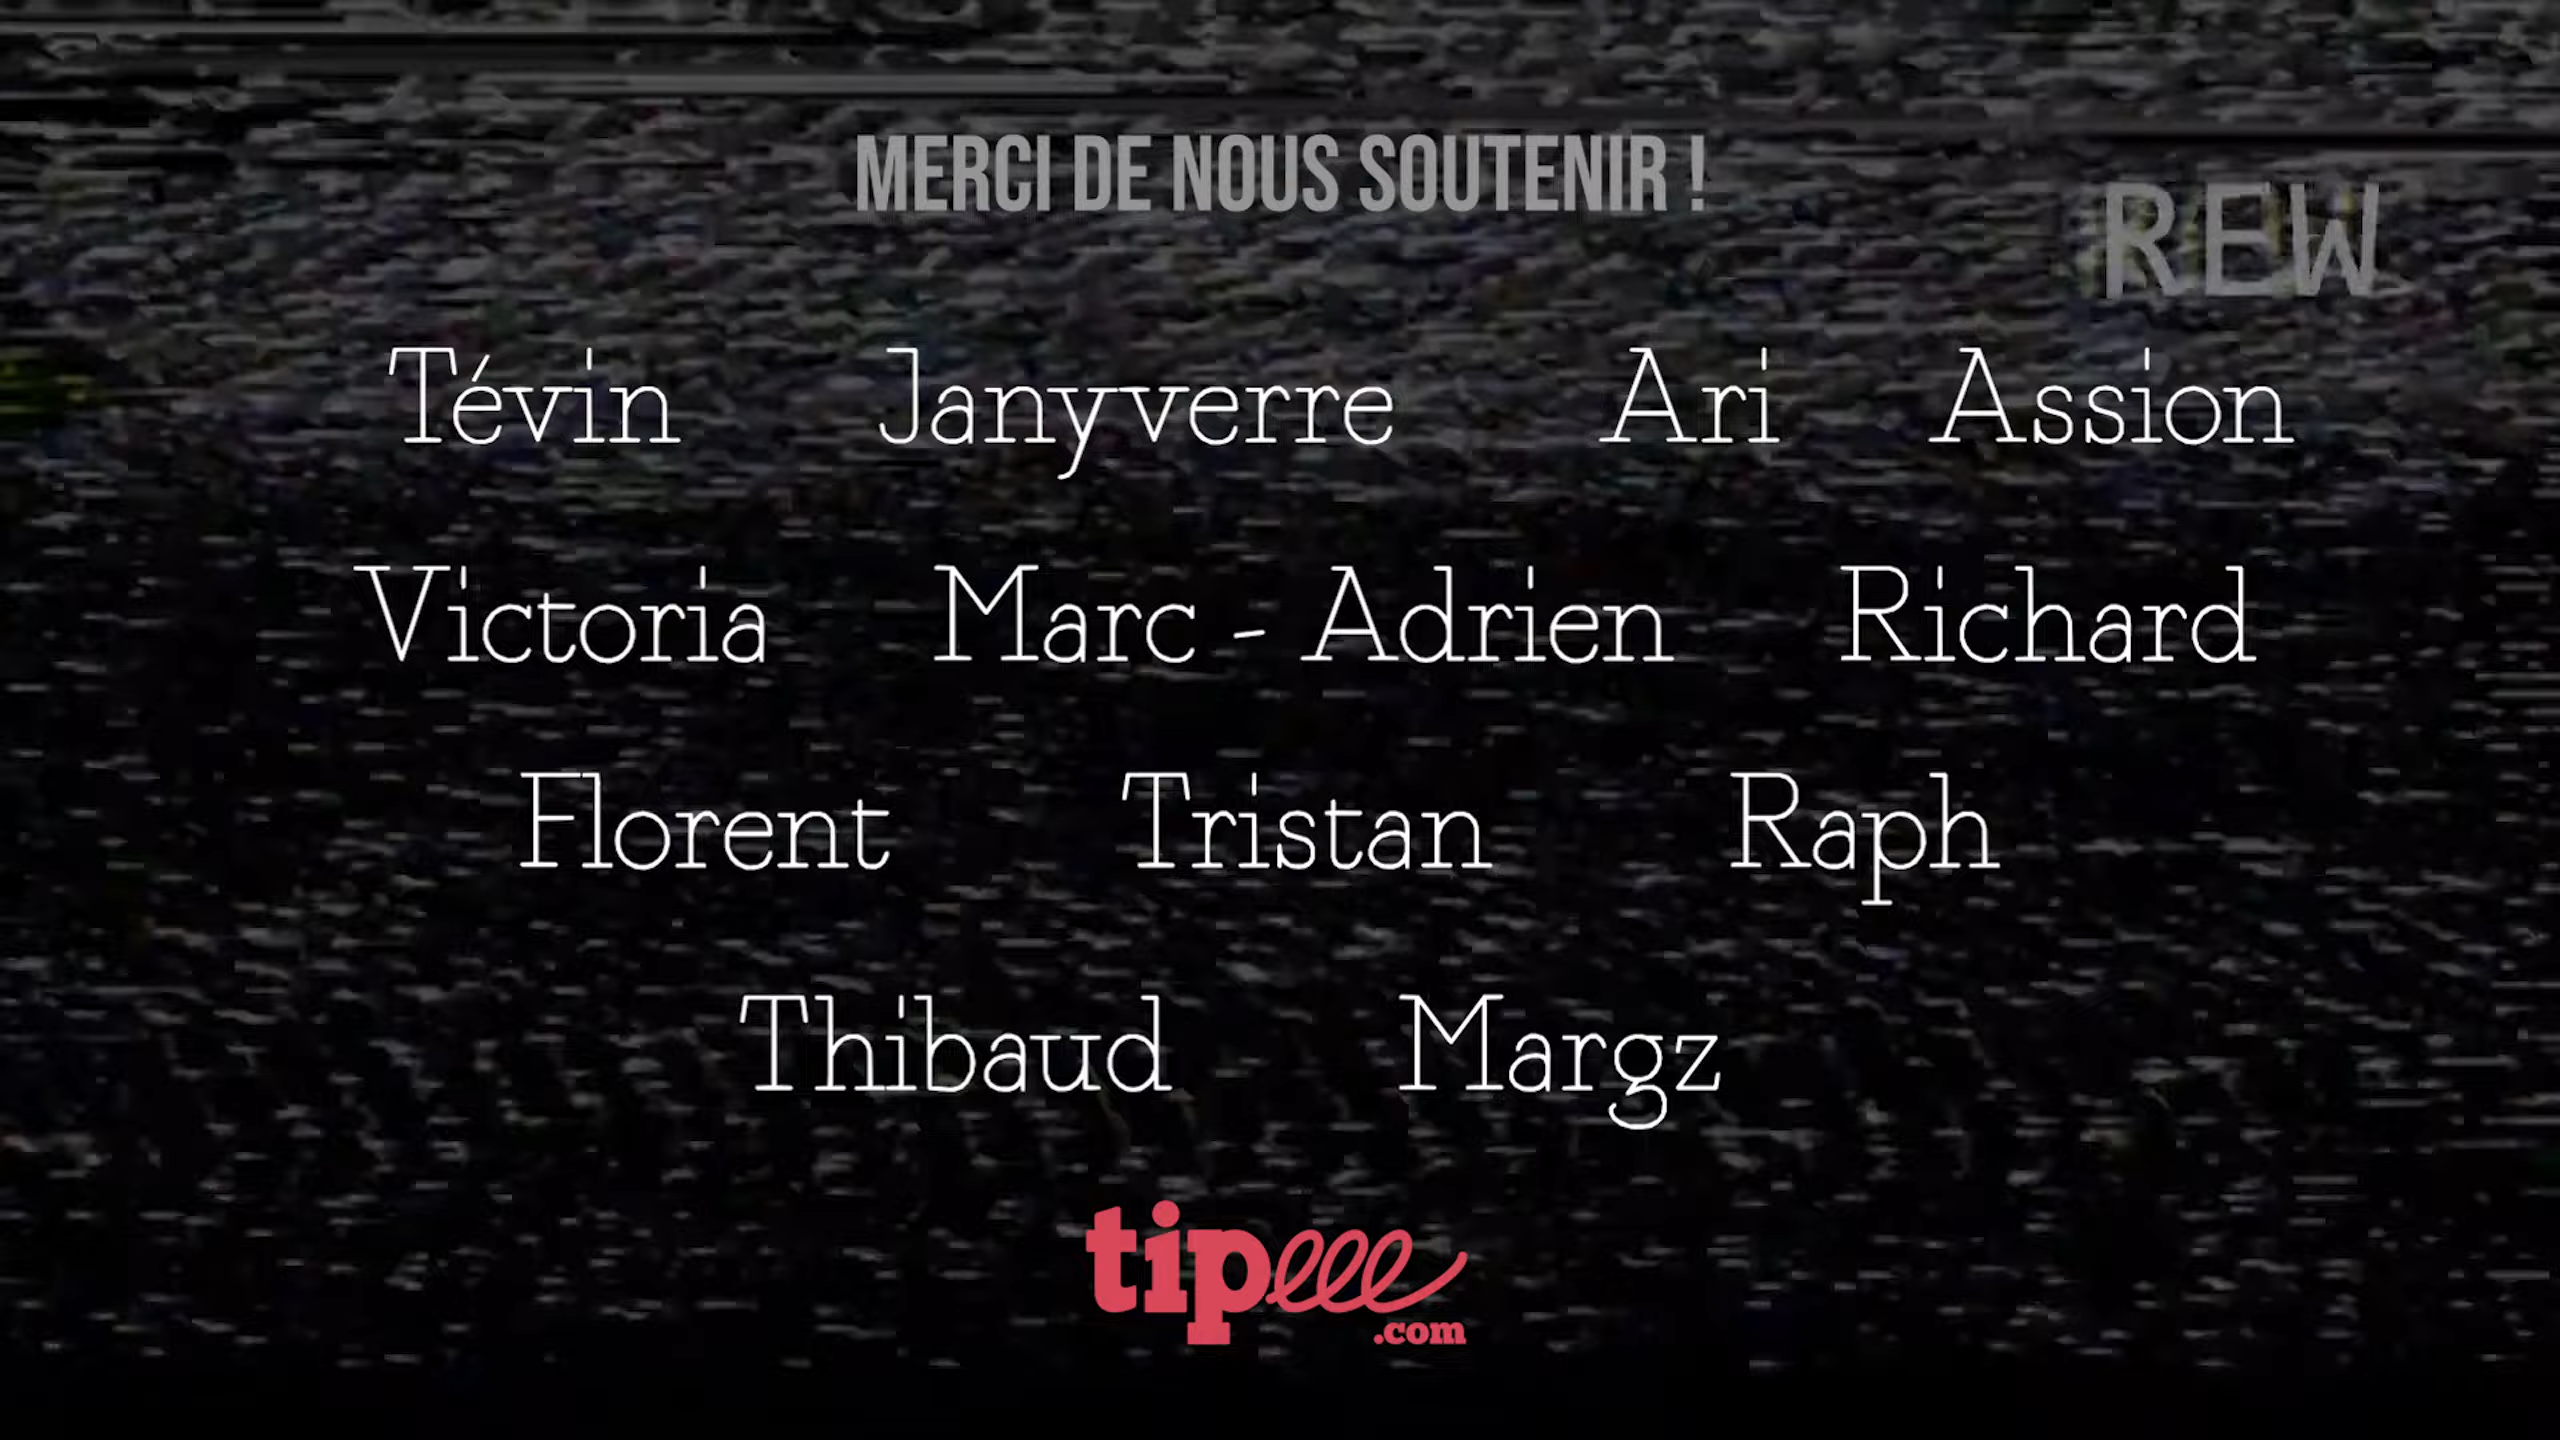 MERCI DE NOUS SOUTENIR !
REW
Tévin Janyverre Ari Assion
Victoria Marc - Adrien Richard
Florent Tristan Raph
Thibaud Margz
tipeee
.com